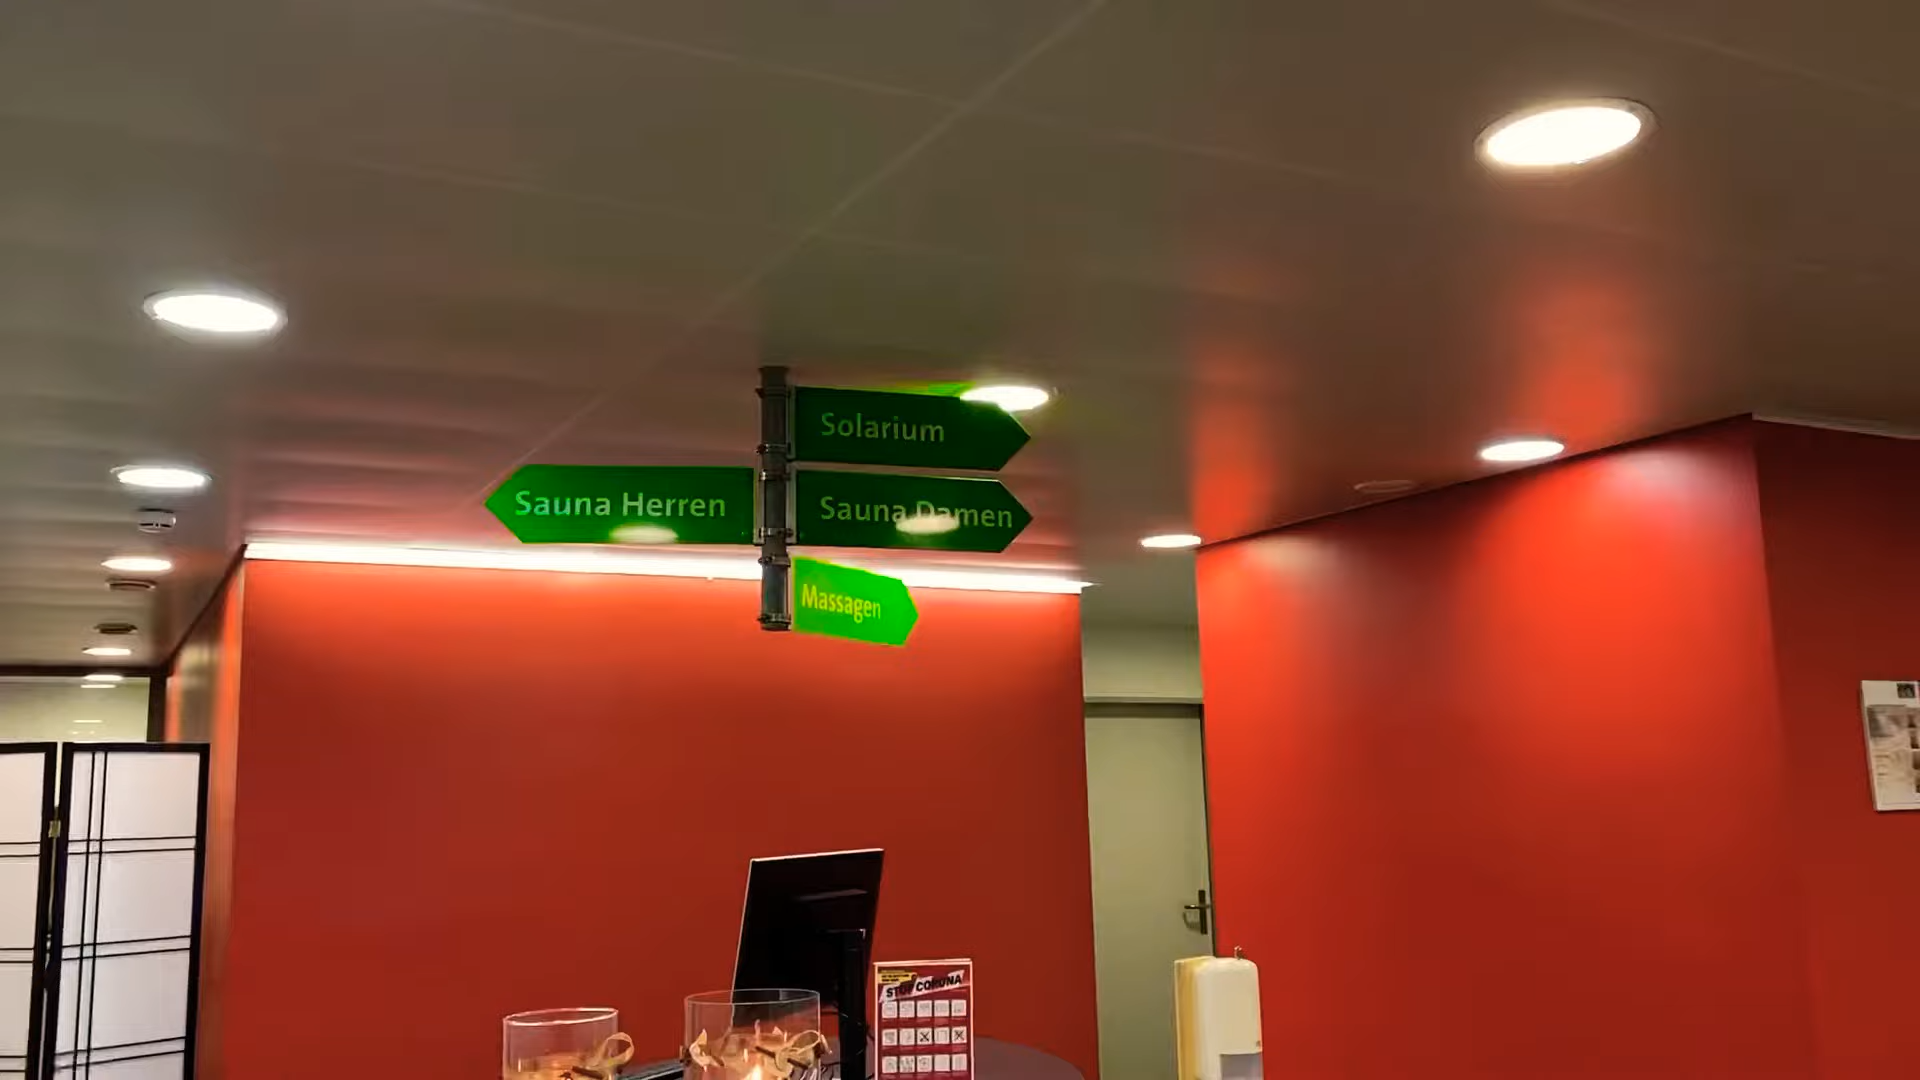 Solarium
Sauna Herren
Sauna Damen
Massagen
STOP CORONA